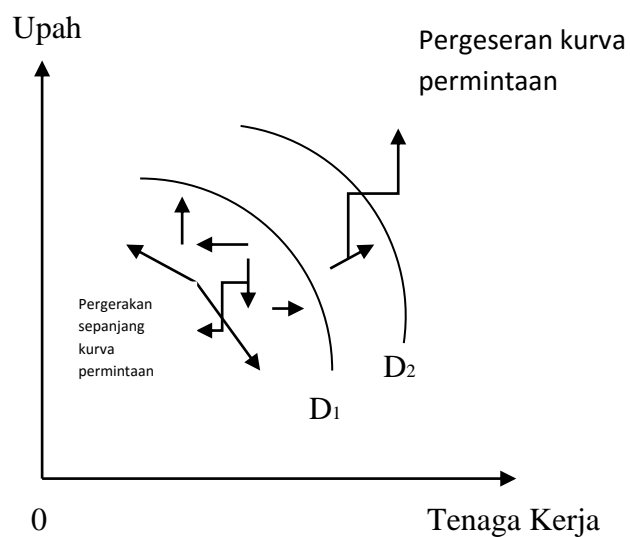 Upah
Pergeseran kurva
permintaan
Pergerakan
sepanjang
kurva
permintaan
D2
D1
0
Tenaga Kerja